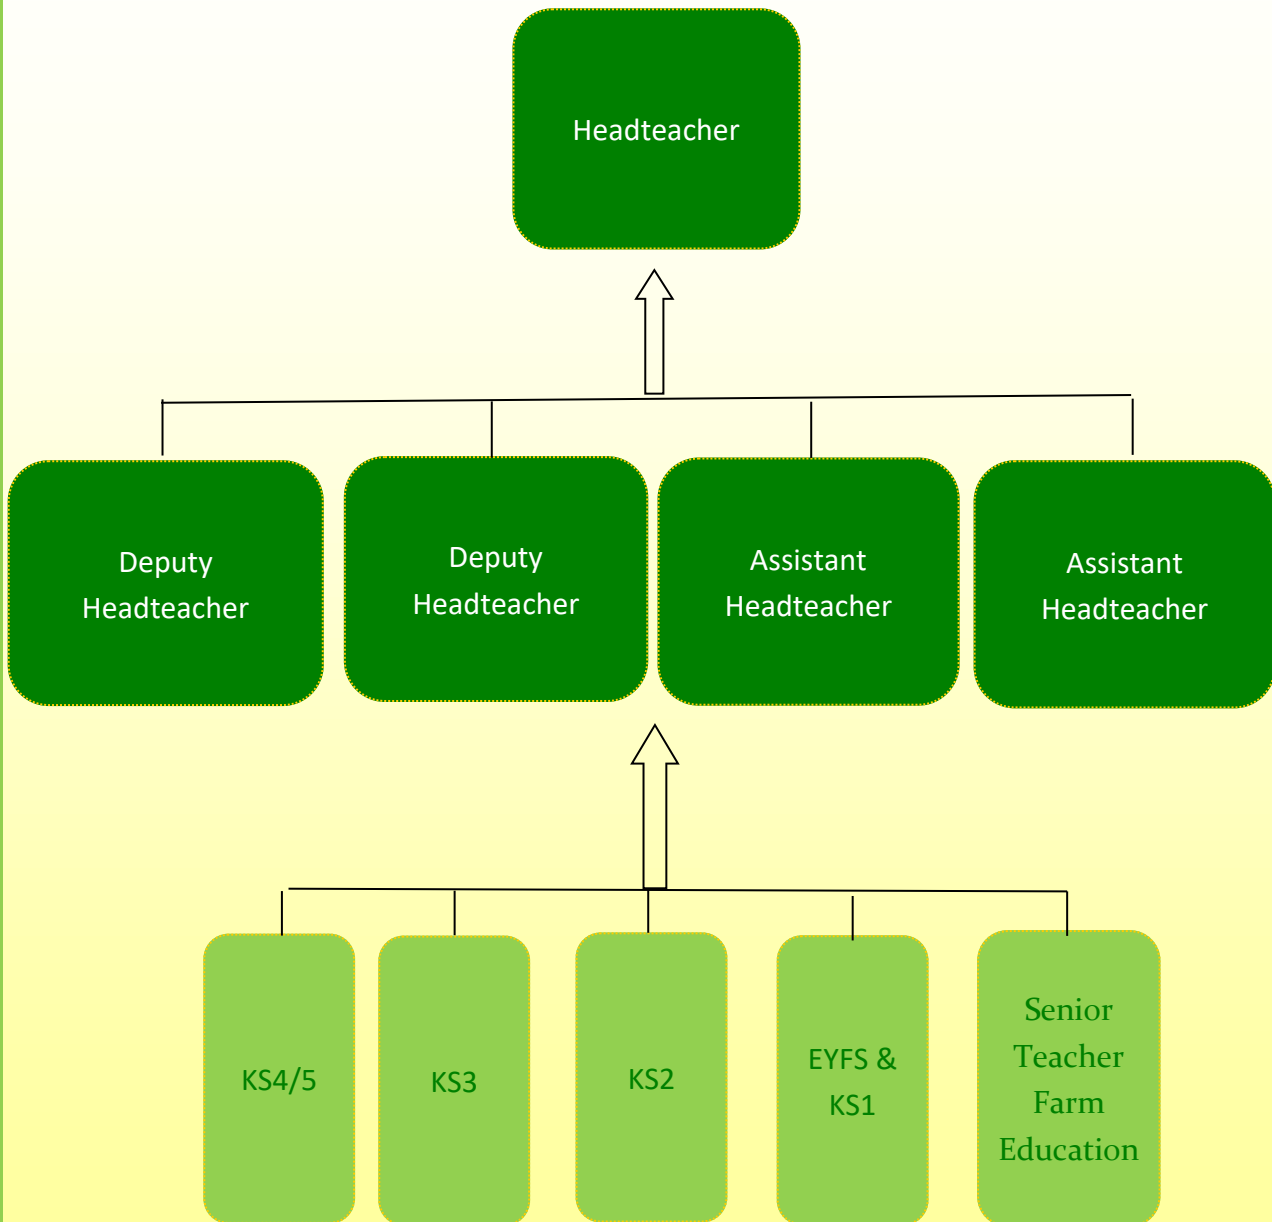 Headteacher
Deputy
Headteacher
Deputy
Headteacher
Assistant
Headteacher
Assistant
Headteacher
KS4/5
KS3
KS2
EYFS &
KS1
Senior
Teacher
Farm
Education